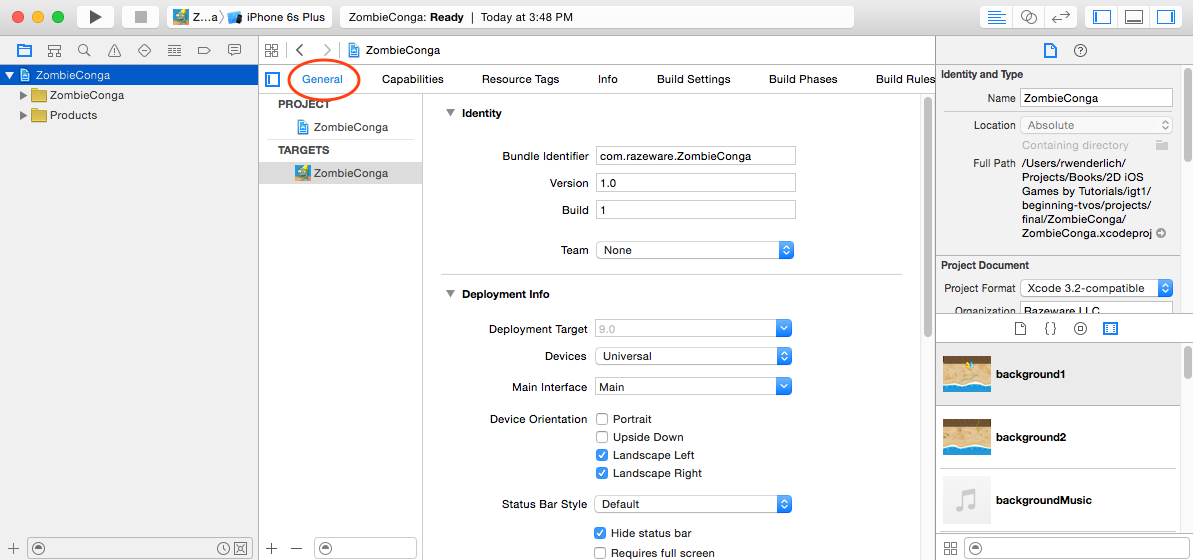 Z...a
iPhone 6s Plus
ZombieConga: Ready | Today at 3:48 PM
ZombieConga
ZombieConga
Products
ZombieConga
General
Capabilities
Resource Tags
Info
Build Settings
Build Phases
Build Rules
PROJECT
ZombieConga
TARGETS
ZombieConga
Identity
Bundle Identifier com.razeware.ZombieConga
Version 1.0
Build 1
Team None
Deployment Info
Deployment Target 9.0
Devices Universal
Main Interface Main
Device Orientation Portrait
Upside Down
Landscape Left
Landscape Right
Status Bar Style Default
Hide status bar
Requires full screen
Identity and Type
Name ZombieConga
Location Absolute
Containing directory
Full Path /Users/rwenderlich/
Projects/Books/2D iOS
Games by Tutorials/igt1/
beginning-tvos/projects/
final/ZombieConga/
ZombieConga.xcodeproj
Project Document
Project Format Xcode 3.2-compatible
Organization Razeware LLC
{}
background1
background2
backgroundMusic